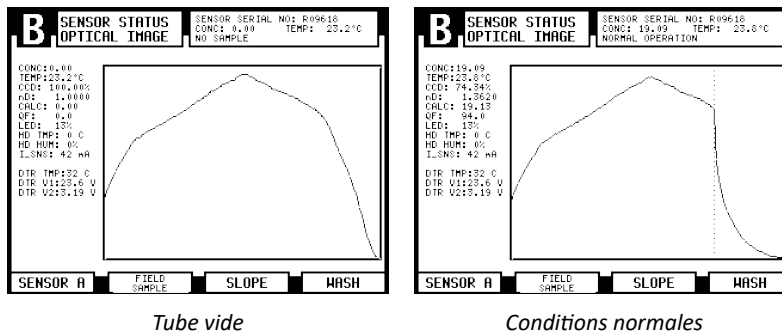 B
SENSOR STATUS
OPTICAL IMAGE
SENSOR SERIAL NO: R09618
CONC: 0.00 TEMP: 23.2°C
NO SAMPLE
CONC:0.00
TEMP:23.2°C
CCD: 100.00%
nD: 1.0000
CALC: 0.00
QF: 0.0
LED: 13%
HD TMP: 0 C
HD HUM: 0%
I_SNS: 42 mA
DTR TMP:32 C
DTR V1:23.6 V
DTR V2:3.19 V
SENSOR A
FIELD
SAMPLE
SLOPE
WASH
Tube vide
B
SENSOR STATUS
OPTICAL IMAGE
SENSOR SERIAL NO: R09618
CONC: 19.09 TEMP: 23.8°C
NORMAL OPERATION
CONC:19.09
TEMP:23.8°C
CCD: 74.34%
nD: 1.3620
CALC: 19.13
QF: 94.0
LED: 13%
HD TMP: 0 C
HD HUM: 0%
I_SNS: 42 mA
DTR TMP:32 C
DTR V1:23.6 V
DTR V2:3.19 V
SENSOR A
FIELD
SAMPLE
SLOPE
WASH
Conditions normales